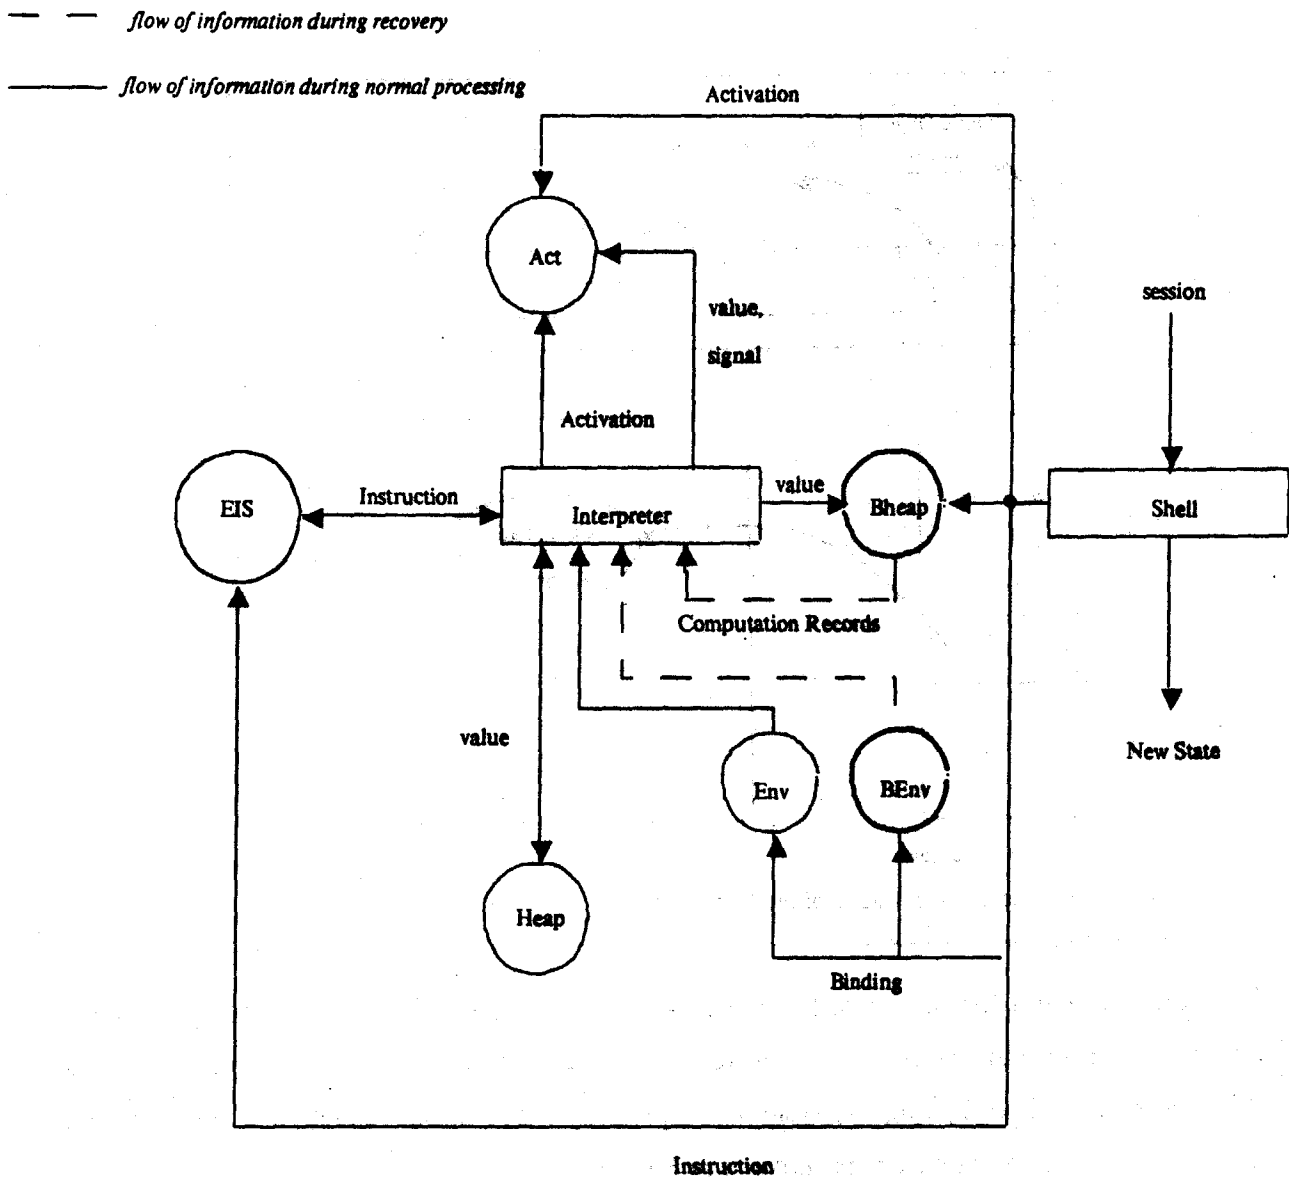 flow of information during recovery
flow of information during normal processing
Activation
Act
session
value,
signal
Activation
EIS
Instruction
Interpreter
value
Bheap
Shell
Computation Records
value
Env
BEnv
New State
Heap
Binding
Instruction